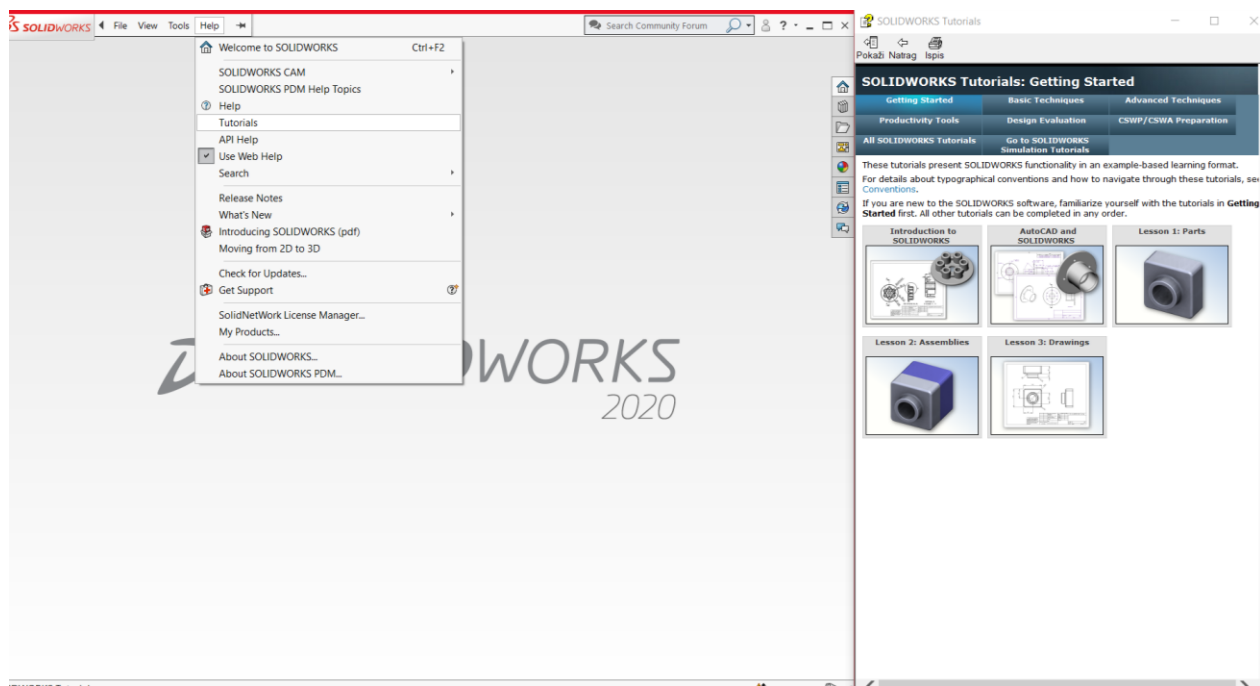 SOLIDWORKS File View Tools Help Search Community Forum ?
Welcome to SOLIDWORKS Ctrl+F2
SOLIDWORKS CAM
SOLIDWORKS PDM Help Topics
Help
Tutorials
API Help
Use Web Help
Search
Release Notes
What's New
Introducing SOLIDWORKS (pdf)
Moving from 2D to 3D
Check for Updates...
Get Support
SolidNetWork License Manager...
My Products...
About SOLIDWORKS...
About SOLIDWORKS PDM...
WORKS
2020
SOLIDWORKS Tutorials
Pokaži Natrag Ispis
SOLIDWORKS Tutorials: Getting Started
Getting Started Basic Techniques Advanced Techniques
Productivity Tools Design Evaluation CSWP/CSWA Preparation
All SOLIDWORKS Tutorials Go to SOLIDWORKS
Simulation Tutorials
These tutorials present SOLIDWORKS functionality in an example-based learning format.
For details about typographical conventions and how to navigate through these tutorials, see
Conventions.
If you are new to the SOLIDWORKS software, familiarize yourself with the tutorials in Getting
Started first. All other tutorials can be completed in any order.
Introduction to
SOLIDWORKS
AutoCAD and
SOLIDWORKS
Lesson 1: Parts
Lesson 2: Assemblies
Lesson 3: Drawings